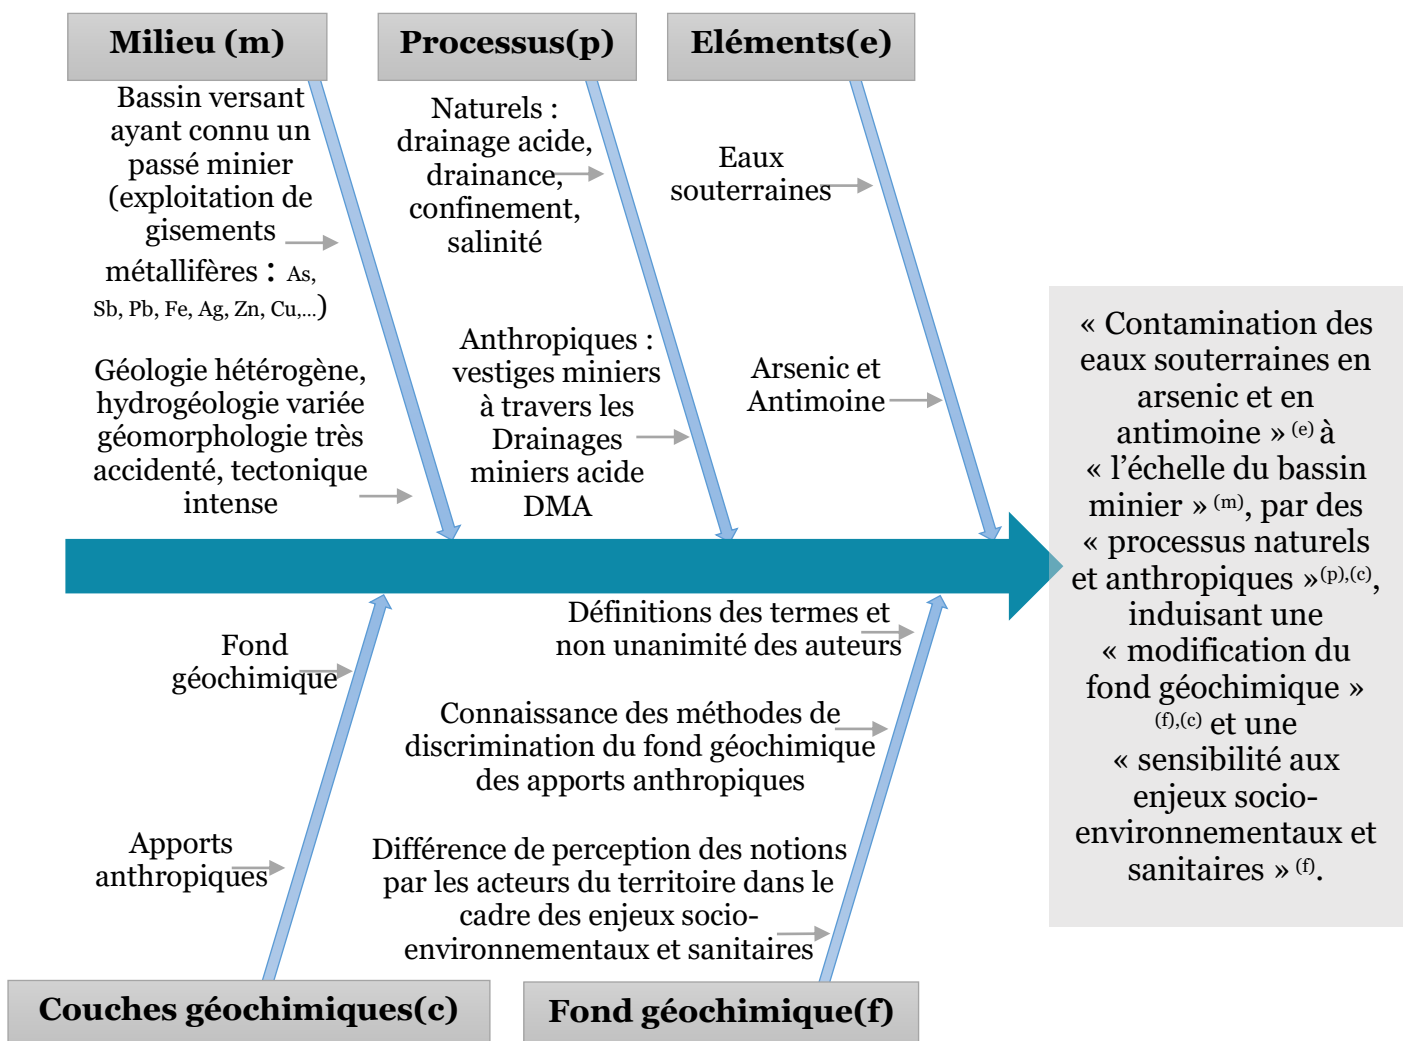 Milieu (m)
Bassin versant
ayant connu un
passé minier
(exploitation de
gisements
métallifères : As,
Sb, Pb, Fe, Ag, Zn, Cu,...)
Géologie hétérogène,
hydrogéologie variée
géomorphologie très
accidenté, tectonique
intense
Processus(p)
Naturels :
drainage acide,
drainance,
confinement,
salinité
Anthropiques :
vestiges miniers
à travers les
Drainages
miniers acide
DMA
Eléments(e)
Eaux
souterraines
Arsenic et
Antimoine
Fond
géochimique
Apports
anthropiques
Couches géochimiques(c)
Définitions des termes et
non unanimité des auteurs
Connaissance des méthodes de
discrimination du fond géochimique
des apports anthropiques
Différence de perception des notions
par les acteurs du territoire dans le
cadre des enjeux socio-
environnementaux et sanitaires
Fond géochimique(f)
« Contamination des
eaux souterraines en
arsenic et en
antimoine » (e) à
« l’échelle du bassin
minier » (m), par des
« processus naturels
et anthropiques »(p),(c),
induisant une
« modification du
fond géochimique »
(f),(c) et une
« sensibilité aux
enjeux socio-
environnementaux et
sanitaires » (f).